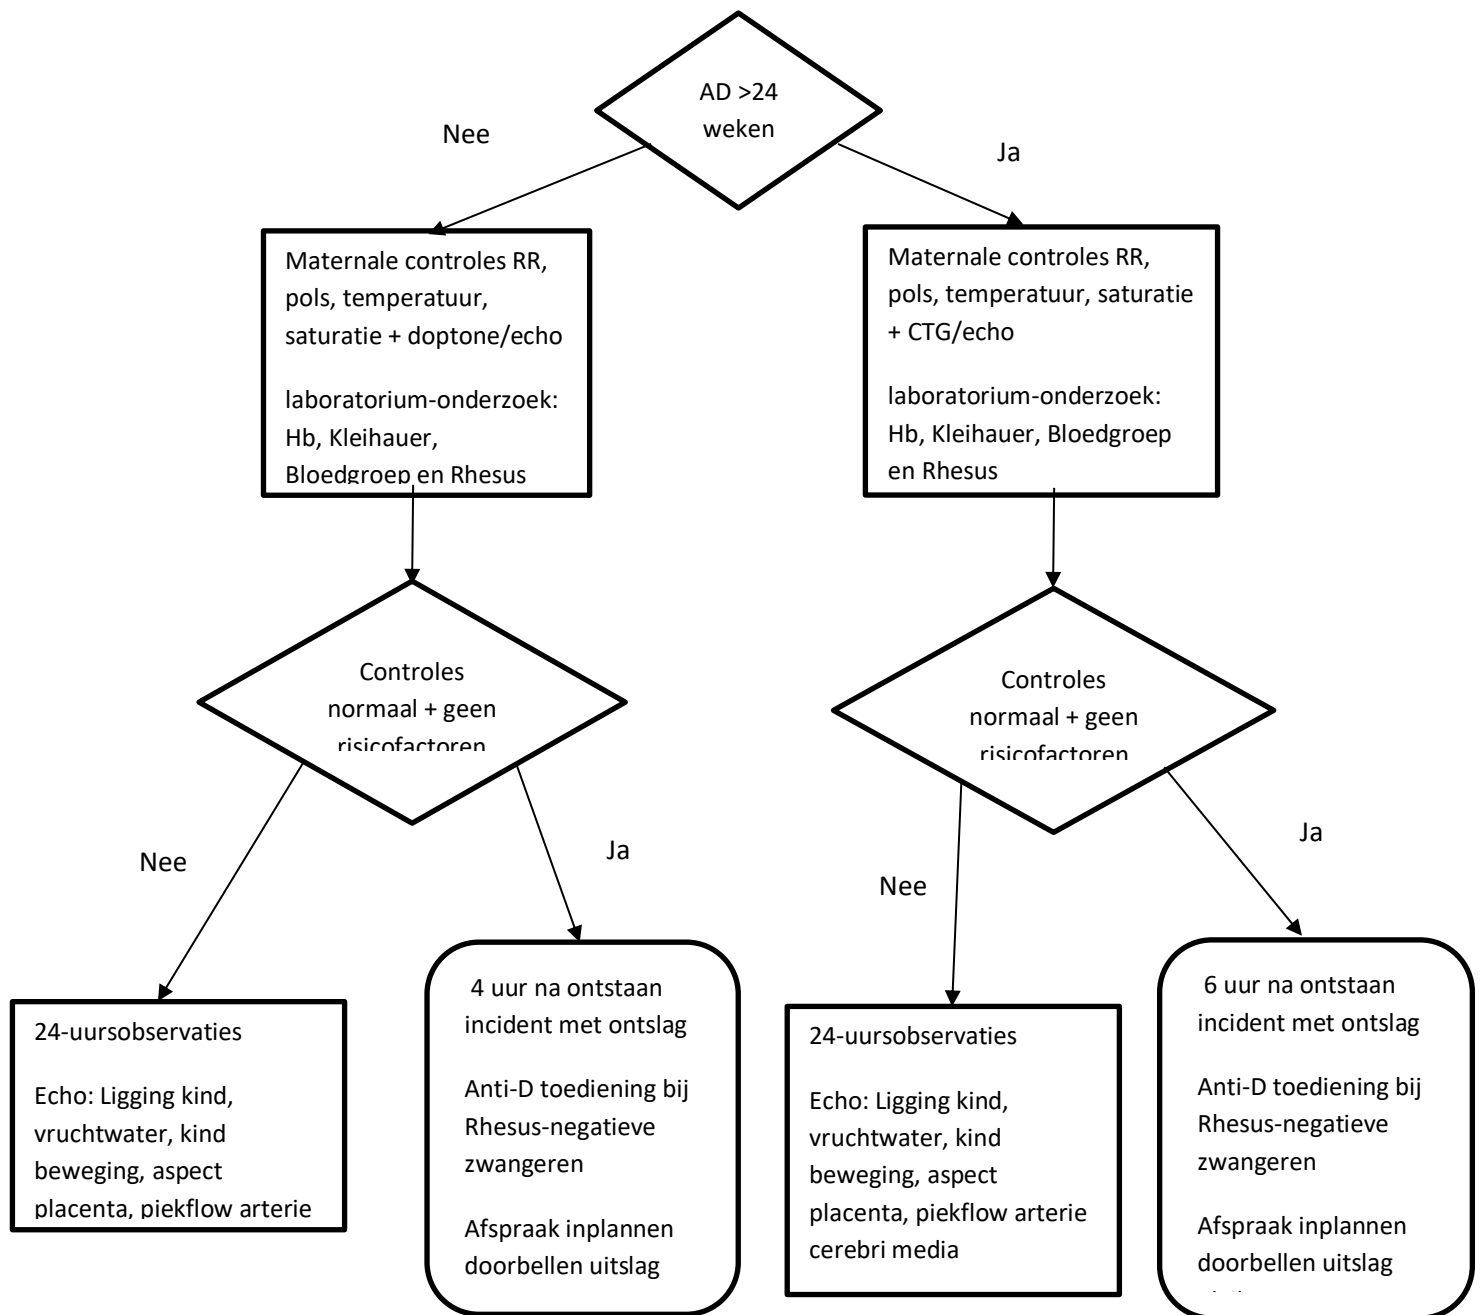 AD >24
weken
Nee
Ja
Maternale controles RR,
pols, temperatuur,
saturatie + doptone/echo
laboratorium-onderzoek:
Hb, Kleihauer,
Bloedgroep en Rhesus
Maternale controles RR,
pols, temperatuur, saturatie
+ CTG/echo
laboratorium-onderzoek:
Hb, Kleihauer, Bloedgroep
en Rhesus
Controles
normaal + geen
risicofactoren
Controles
normaal + geen
risicofactoren
Nee
Ja
Nee
Ja
24-uursobservaties
Echo: Ligging kind,
vruchtwater, kind
beweging, aspect
placenta, piekflow arterie
4 uur na ontstaan
incident met ontslag
Anti-D toediening bij
Rhesus-negatieve
zwangeren
Afspraak inplannen
doorbellen uitslag
24-uursobservaties
Echo: Ligging kind,
vruchtwater, kind
beweging, aspect
placenta, piekflow arterie
cerebri media
6 uur na ontstaan
incident met ontslag
Anti-D toediening bij
Rhesus-negatieve
zwangeren
Afspraak inplannen
doorbellen uitslag